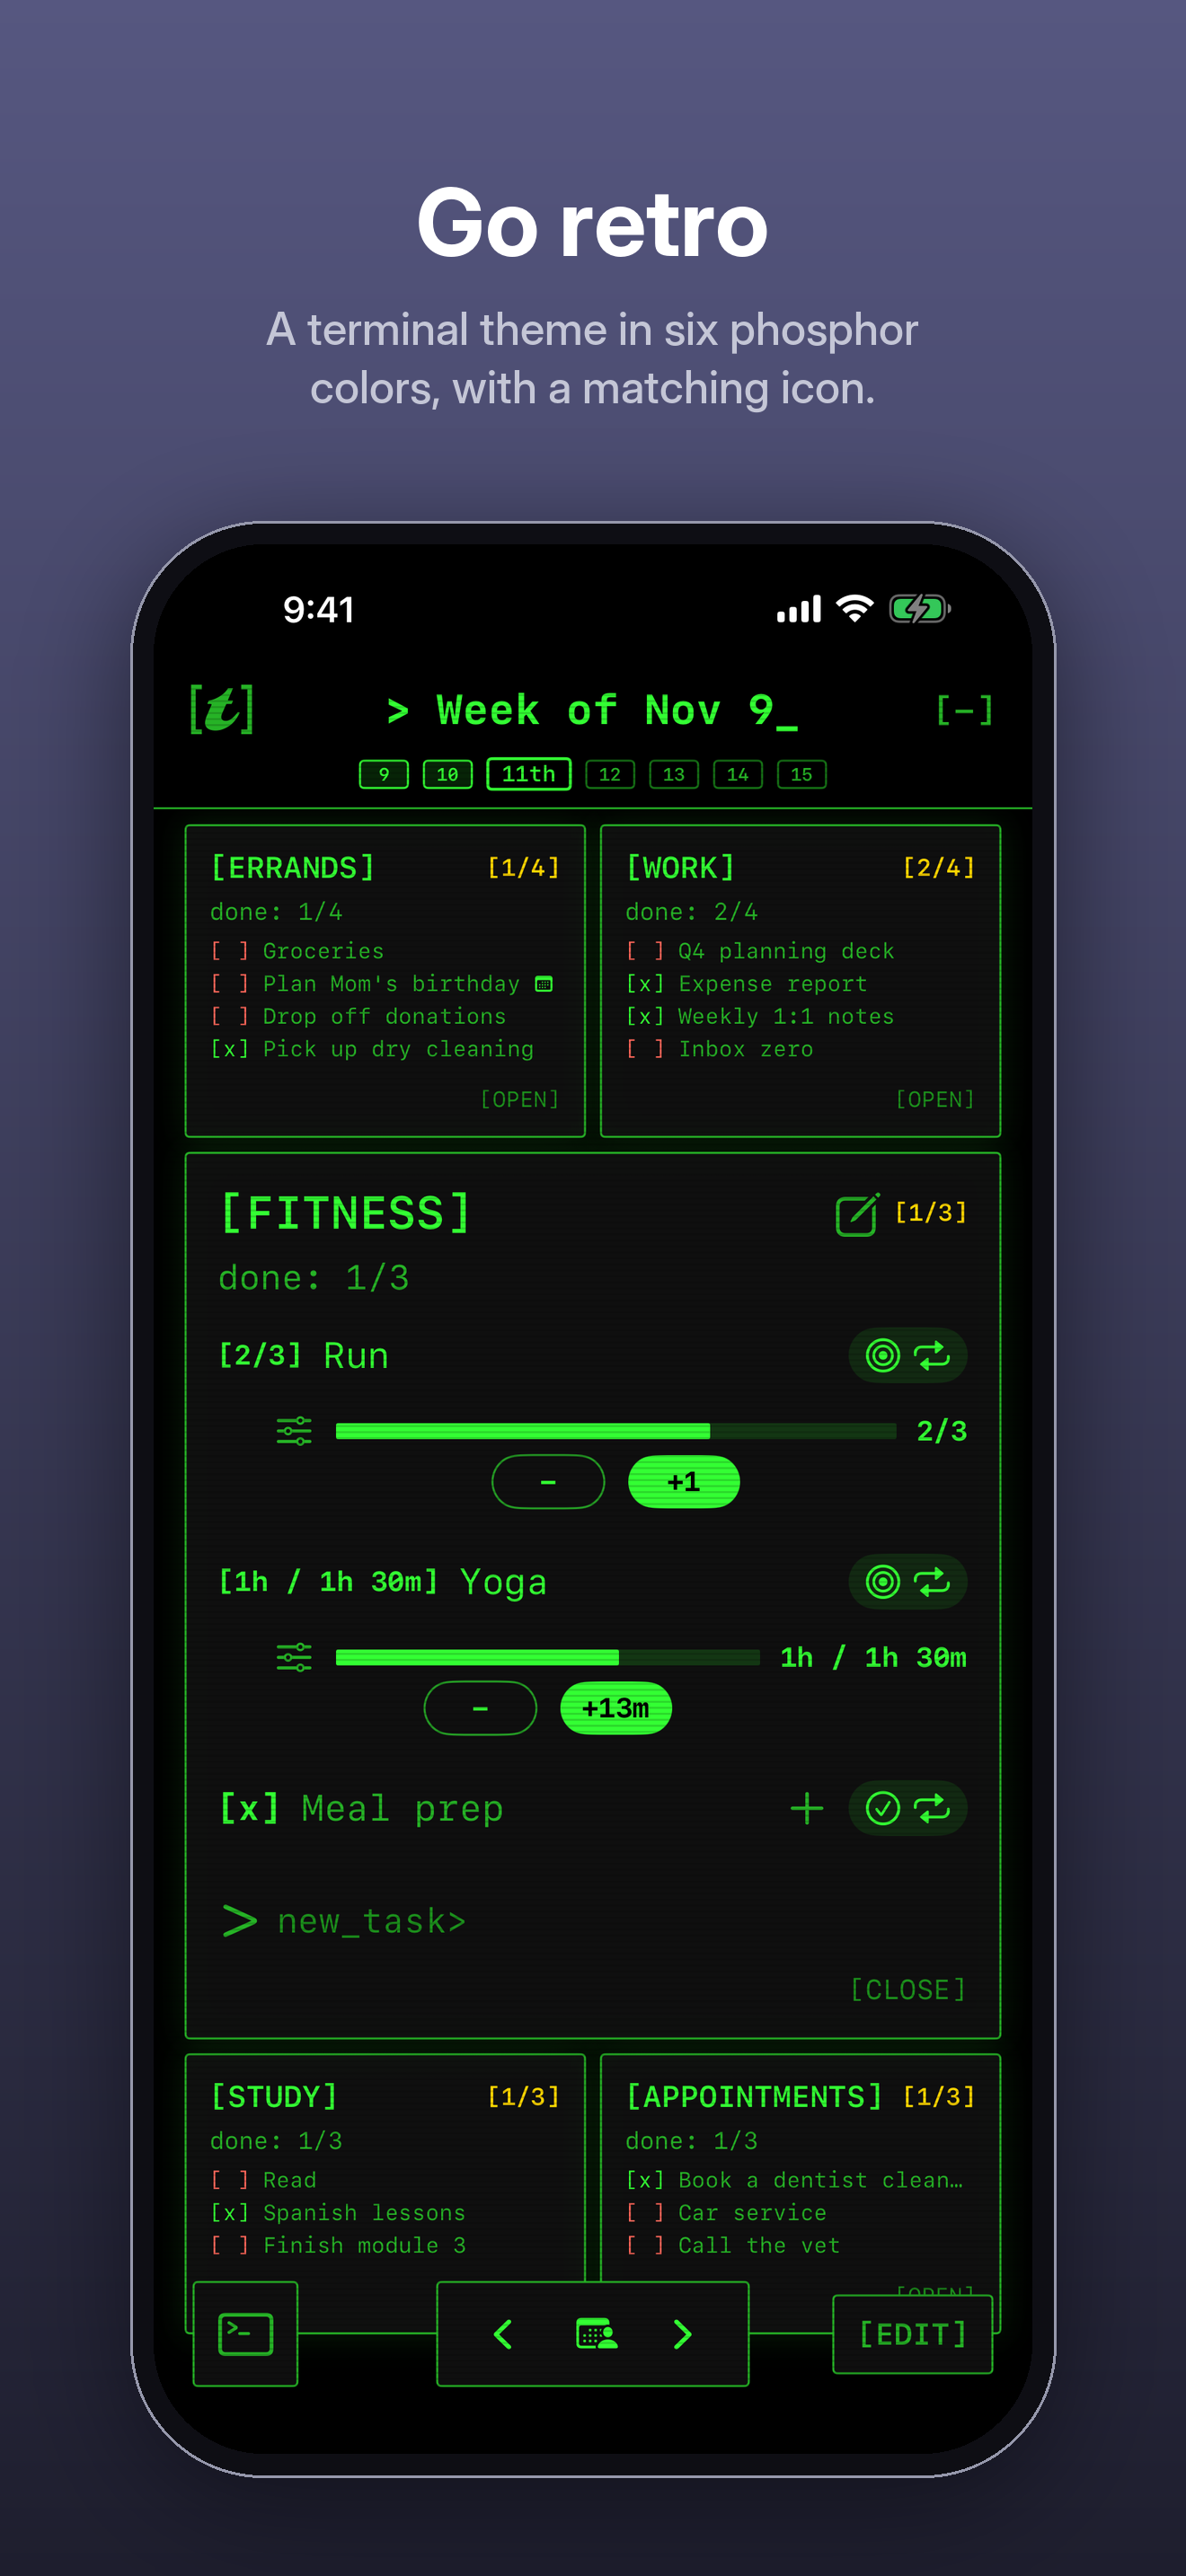 Go retro
A terminal theme in six phosphor
colors, with a matching icon.
9:41
[t] > Week of Nov 9_ [-]
9 10 11th 12 13 14 15
[ERRANDS] [1/4]
done: 1/4
[ ] Groceries
[ ] Plan Mom's birthday
[ ] Drop off donations
[x] Pick up dry cleaning
[OPEN]
[WORK] [2/4]
done: 2/4
[ ] Q4 planning deck
[x] Expense report
[x] Weekly 1:1 notes
[ ] Inbox zero
[OPEN]
[FITNESS] [1/3]
done: 1/3
[2/3] Run
2/3
- +1
[1h / 1h 30m] Yoga
1h / 1h 30m
- +13m
[x] Meal prep
> new_task>
[CLOSE]
[STUDY] [1/3]
done: 1/3
[ ] Read
[x] Spanish lessons
[ ] Finish module 3
[APPOINTMENTS] [1/3]
done: 1/3
[x] Book a dentist clean…
[ ] Car service
[ ] Call the vet
[OPEN]
>_ < > [EDIT]